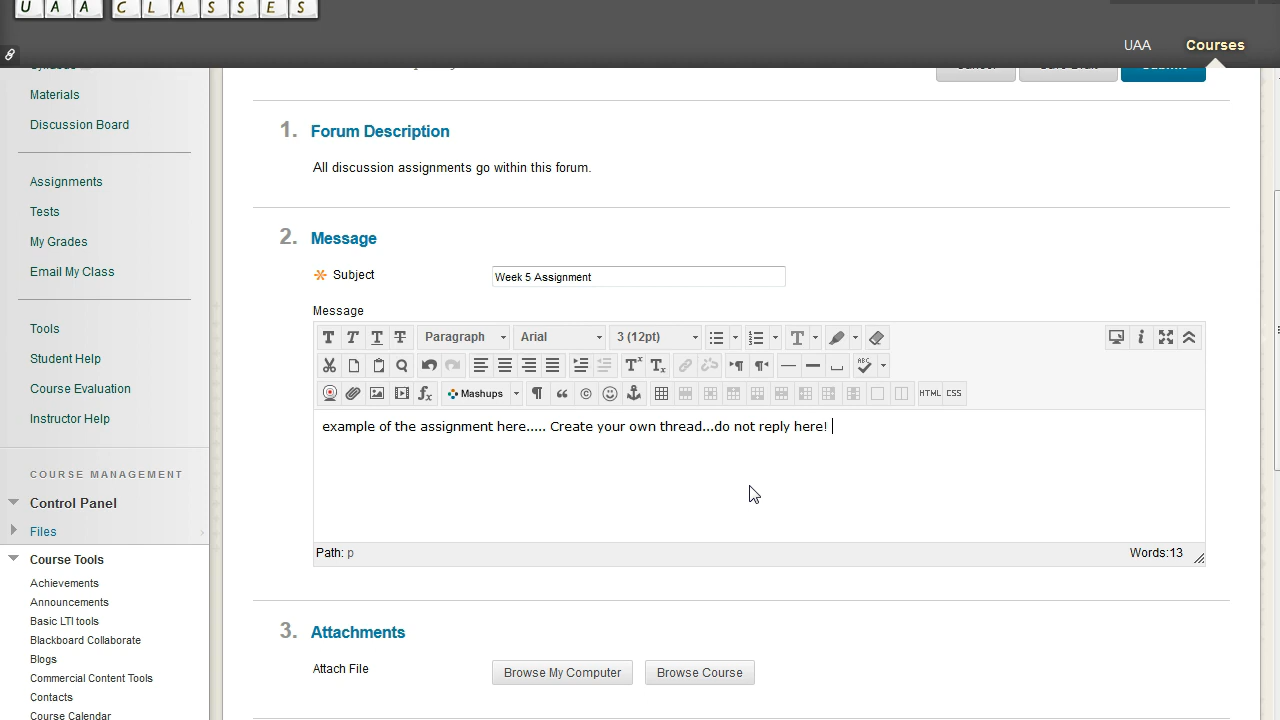 UAA CLASSES
UAA
Courses
Materials
Discussion Board
Assignments
Tests
My Grades
Email My Class
Tools
Student Help
Course Evaluation
Instructor Help
COURSE MANAGEMENT
Control Panel
Files
Course Tools
Achievements
Announcements
Basic LTI tools
Blackboard Collaborate
Blogs
Commercial Content Tools
Contacts
Course Calendar
1. Forum Description
All discussion assignments go within this forum.
2. Message
Subject
Week 5 Assignment
Message
Paragraph Arial 3 (12pt)
Mashups HTML CSS
example of the assignment here..... Create your own thread...do not reply here!
Path: p
Words:13
3. Attachments
Attach File
Browse My Computer
Browse Course